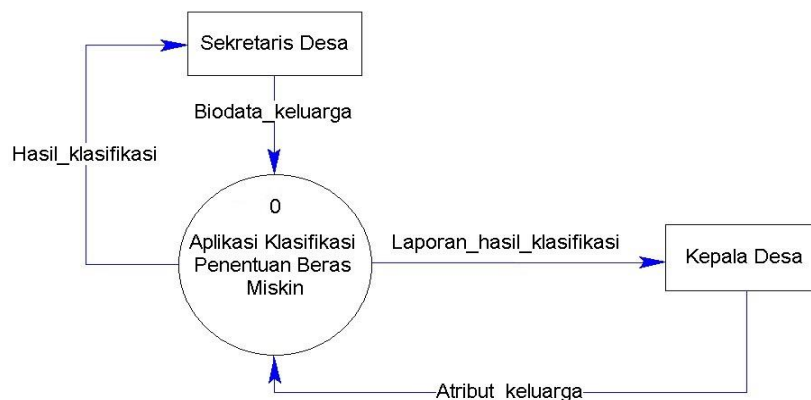 Sekretaris Desa
Biodata_keluarga
Hasil_klasifikasi
0
Aplikasi Klasifikasi
Penentuan Beras
Miskin
Laporan_hasil_klasifikasi
Kepala Desa
Atribut_keluarga